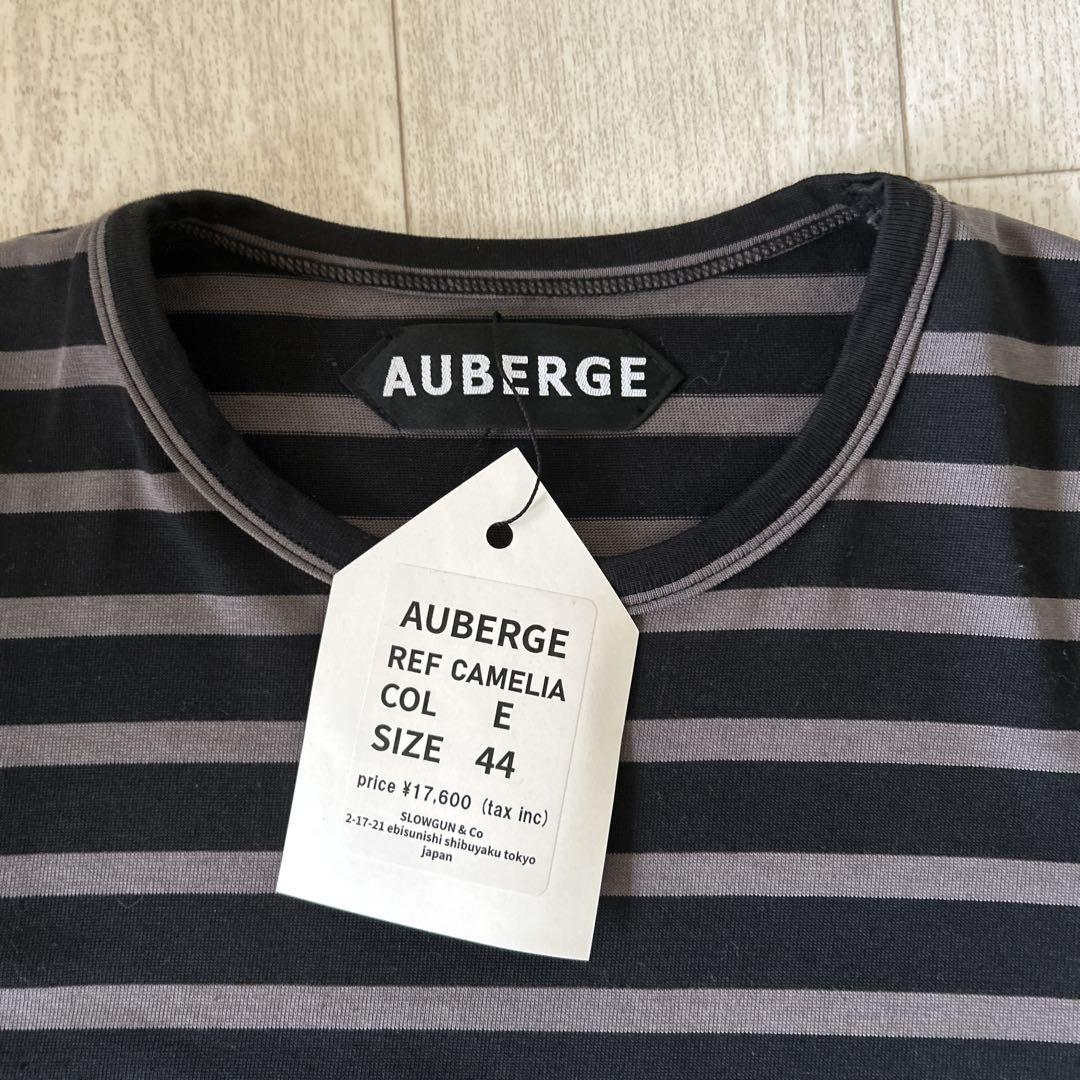 AUBERGE
AUBERGE
REF CAMELIA
COL E
SIZE 44
price ¥17,600 (tax inc)
SLOWGUN & Co
2-17-21 ebisunishi shibuyaku tokyo
japan